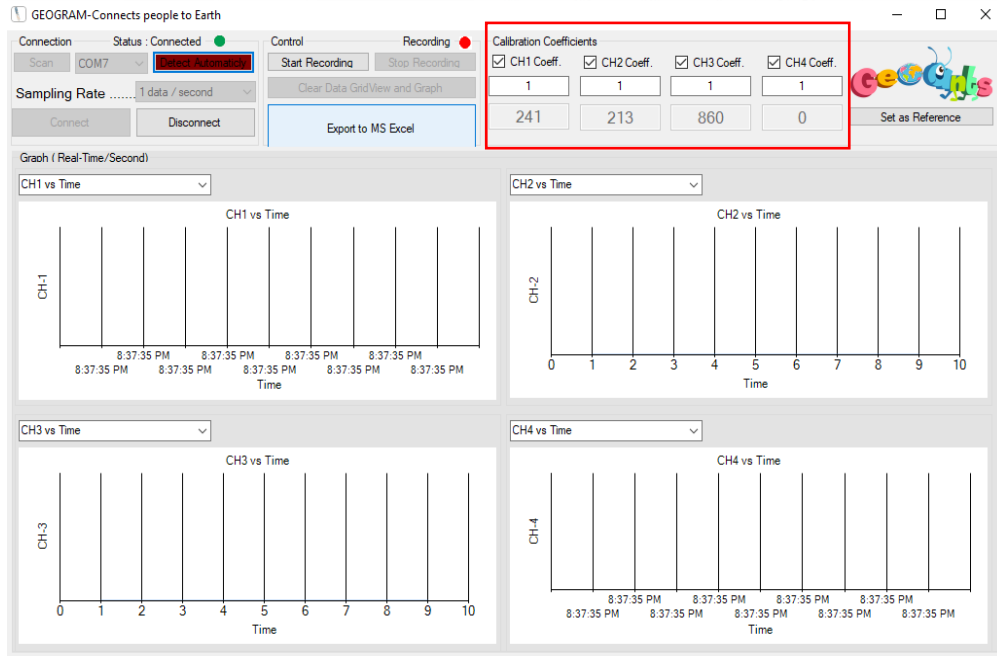 GEOGRAM-Connects people to Earth
Connection Status : Connected
Scan COM7 Detect Automaticly
Sampling Rate ...... 1 data / second
Connect Disconnect
Control Recording
Start Recording Stop Recording
Clear Data GridView and Graph
Export to MS Excel
Calibration Coefficients
CH1 Coeff. CH2 Coeff. CH3 Coeff. CH4 Coeff.
1 1 1 1
241 213 860 0
GeoAnts
Set as Reference
Graph ( Real-Time/Second)
CH1 vs Time
CH1 vs Time
CH-1
8:37:35 PM 8:37:35 PM 8:37:35 PM 8:37:35 PM
8:37:35 PM 8:37:35 PM 8:37:35 PM 8:37:35 PM 8:37:35 PM
Time
CH2 vs Time
CH2 vs Time
CH-2
0 1 2 3 4 5 6 7 8 9 10
Time
CH3 vs Time
CH3 vs Time
CH-3
0 1 2 3 4 5 6 7 8 9 10
Time
CH4 vs Time
CH4 vs Time
CH-4
8:37:35 PM 8:37:35 PM 8:37:35 PM 8:37:35 PM
8:37:35 PM 8:37:35 PM 8:37:35 PM 8:37:35 PM 8:37:35 PM
Time